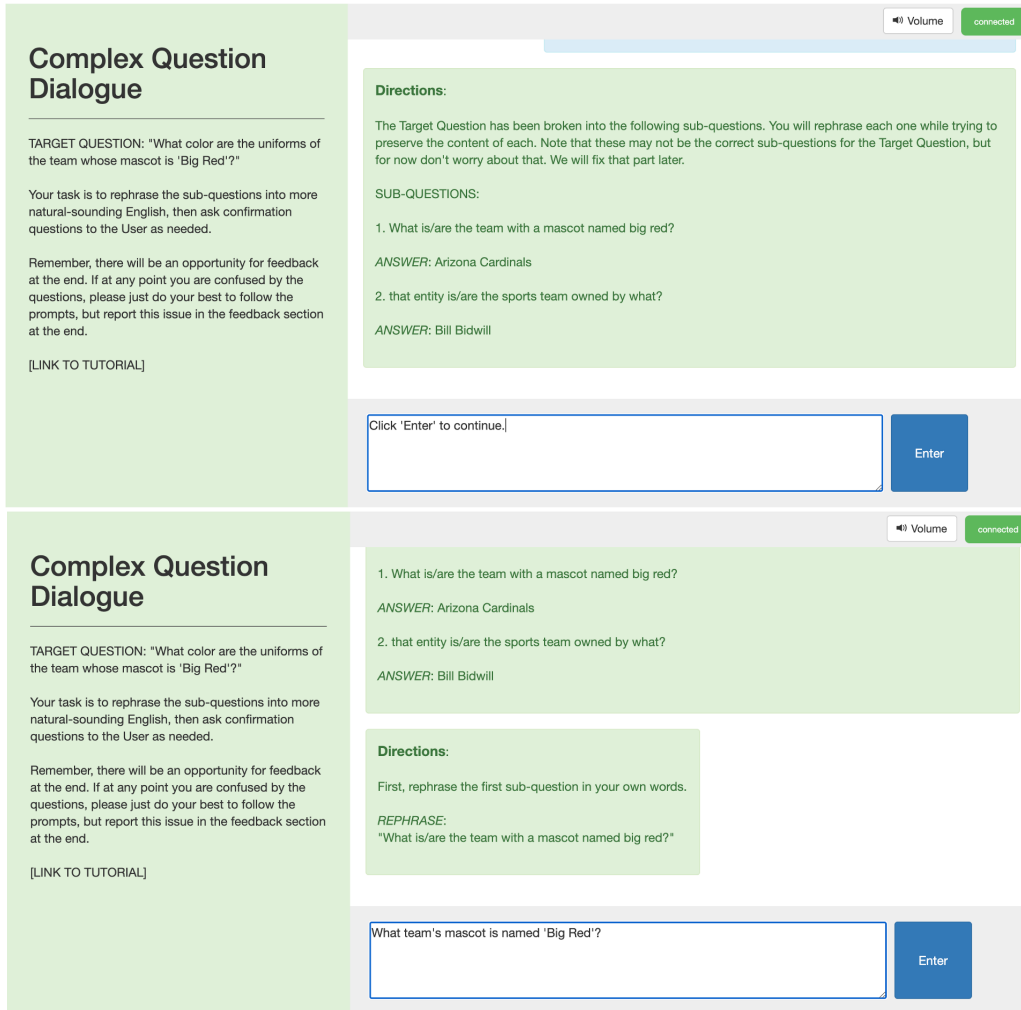 Volume
connected
Complex Question
Dialogue
TARGET QUESTION: "What color are the uniforms of
the team whose mascot is 'Big Red'?"
Your task is to rephrase the sub-questions into more
natural-sounding English, then ask confirmation
questions to the User as needed.
Remember, there will be an opportunity for feedback
at the end. If at any point you are confused by the
questions, please just do your best to follow the
prompts, but report this issue in the feedback section
at the end.
[LINK TO TUTORIAL]
Directions:
The Target Question has been broken into the following sub-questions. You will rephrase each one while trying to
preserve the content of each. Note that these may not be the correct sub-questions for the Target Question, but
for now don't worry about that. We will fix that part later.
SUB-QUESTIONS:
1. What is/are the team with a mascot named big red?
ANSWER: Arizona Cardinals
2. that entity is/are the sports team owned by what?
ANSWER: Bill Bidwill
Click 'Enter' to continue.
Enter
Volume
connected
Complex Question
Dialogue
TARGET QUESTION: "What color are the uniforms of
the team whose mascot is 'Big Red'?"
Your task is to rephrase the sub-questions into more
natural-sounding English, then ask confirmation
questions to the User as needed.
Remember, there will be an opportunity for feedback
at the end. If at any point you are confused by the
questions, please just do your best to follow the
prompts, but report this issue in the feedback section
at the end.
[LINK TO TUTORIAL]
1. What is/are the team with a mascot named big red?
ANSWER: Arizona Cardinals
2. that entity is/are the sports team owned by what?
ANSWER: Bill Bidwill
Directions:
First, rephrase the first sub-question in your own words.
REPHRASE:
"What is/are the team with a mascot named big red?"
What team's mascot is named 'Big Red'?
Enter